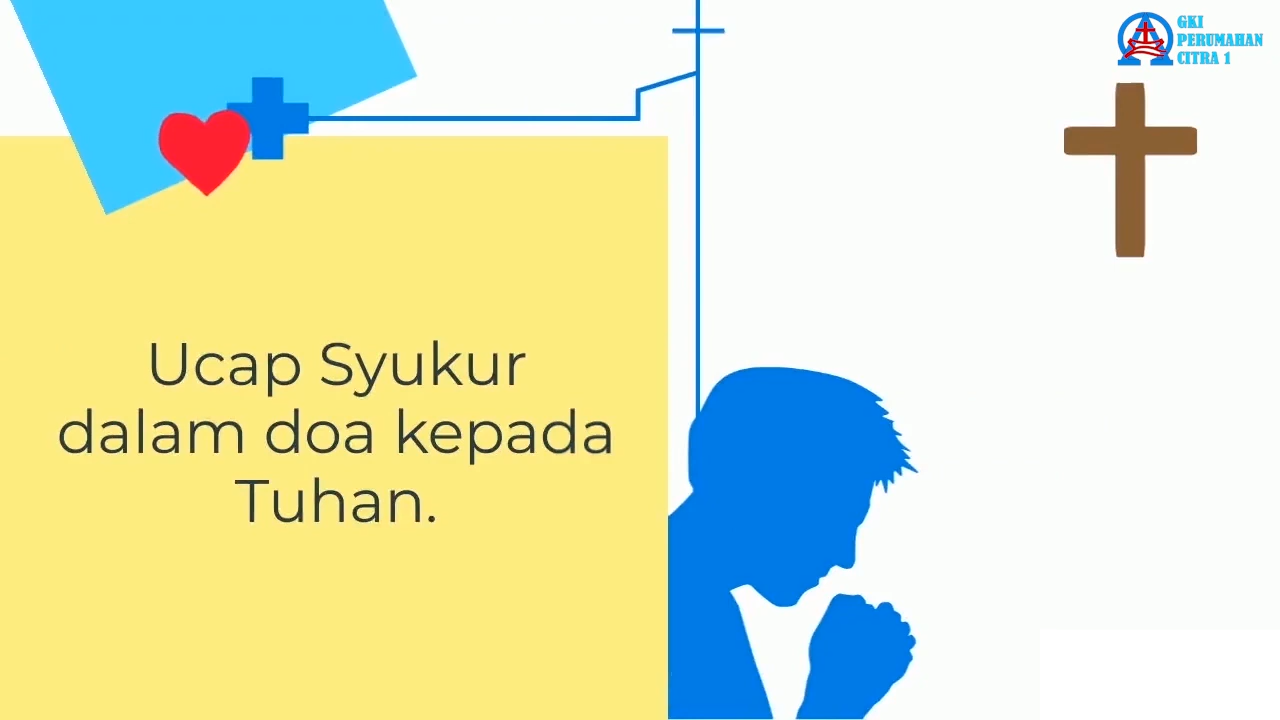 GKI
PERUMAHAN
CITRA 1
Ucap Syukur
dalam doa kepada
Tuhan.